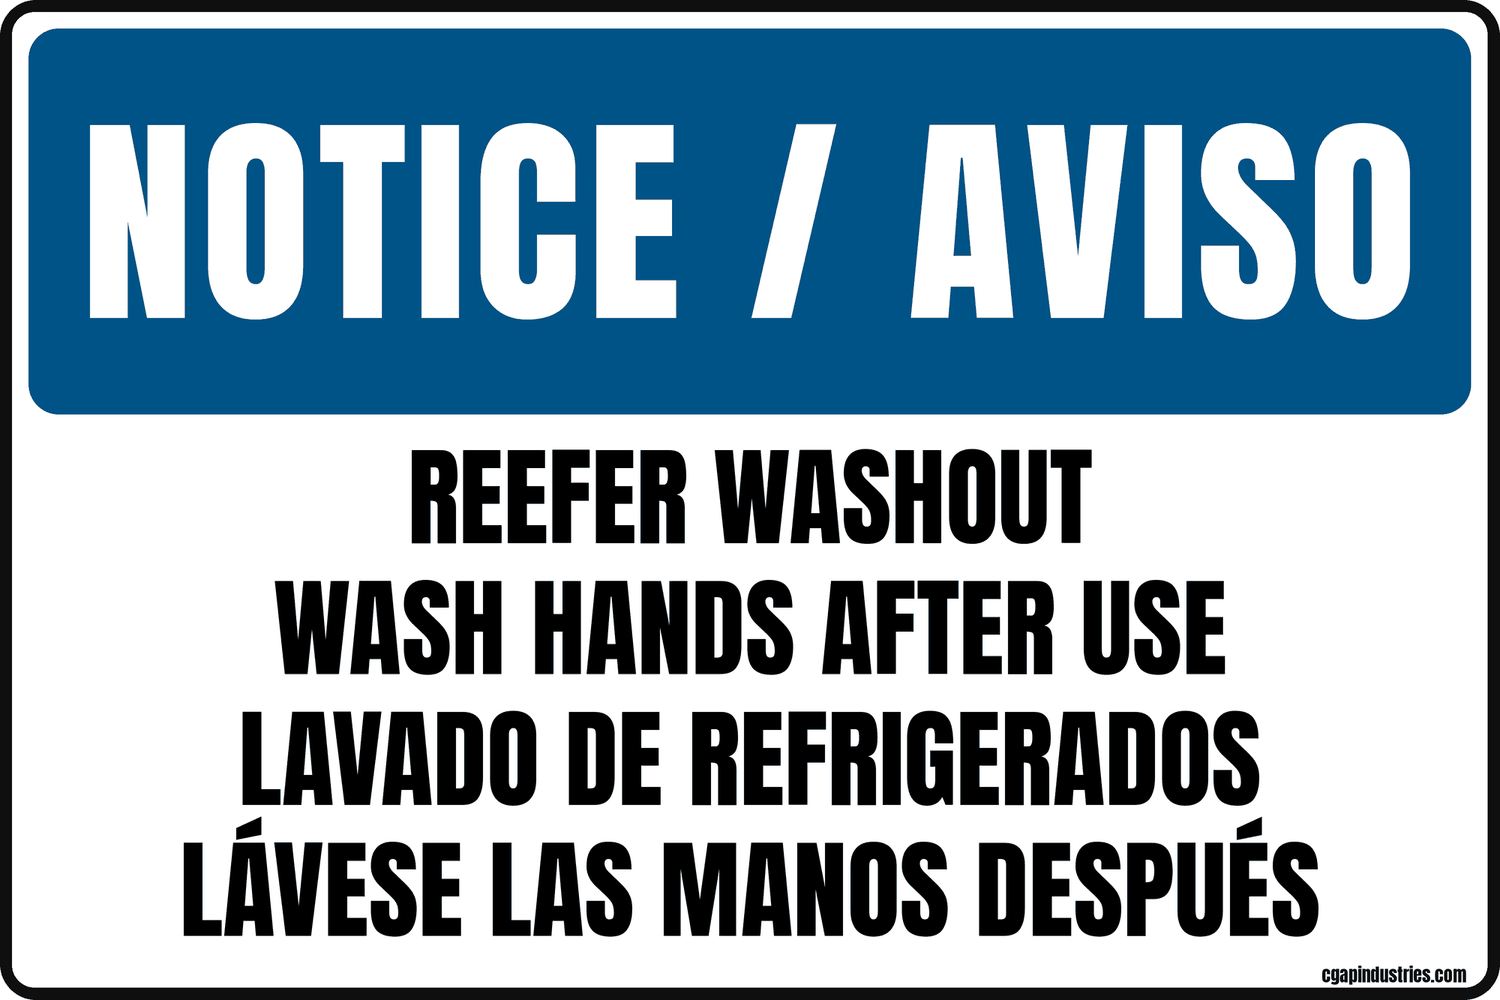 NOTICE / AVISO
REEFER WASHOUT
WASH HANDS AFTER USE
LAVADO DE REFRIGERADOS
LÁVESE LAS MANOS DESPUÉS
cgapindustries.com